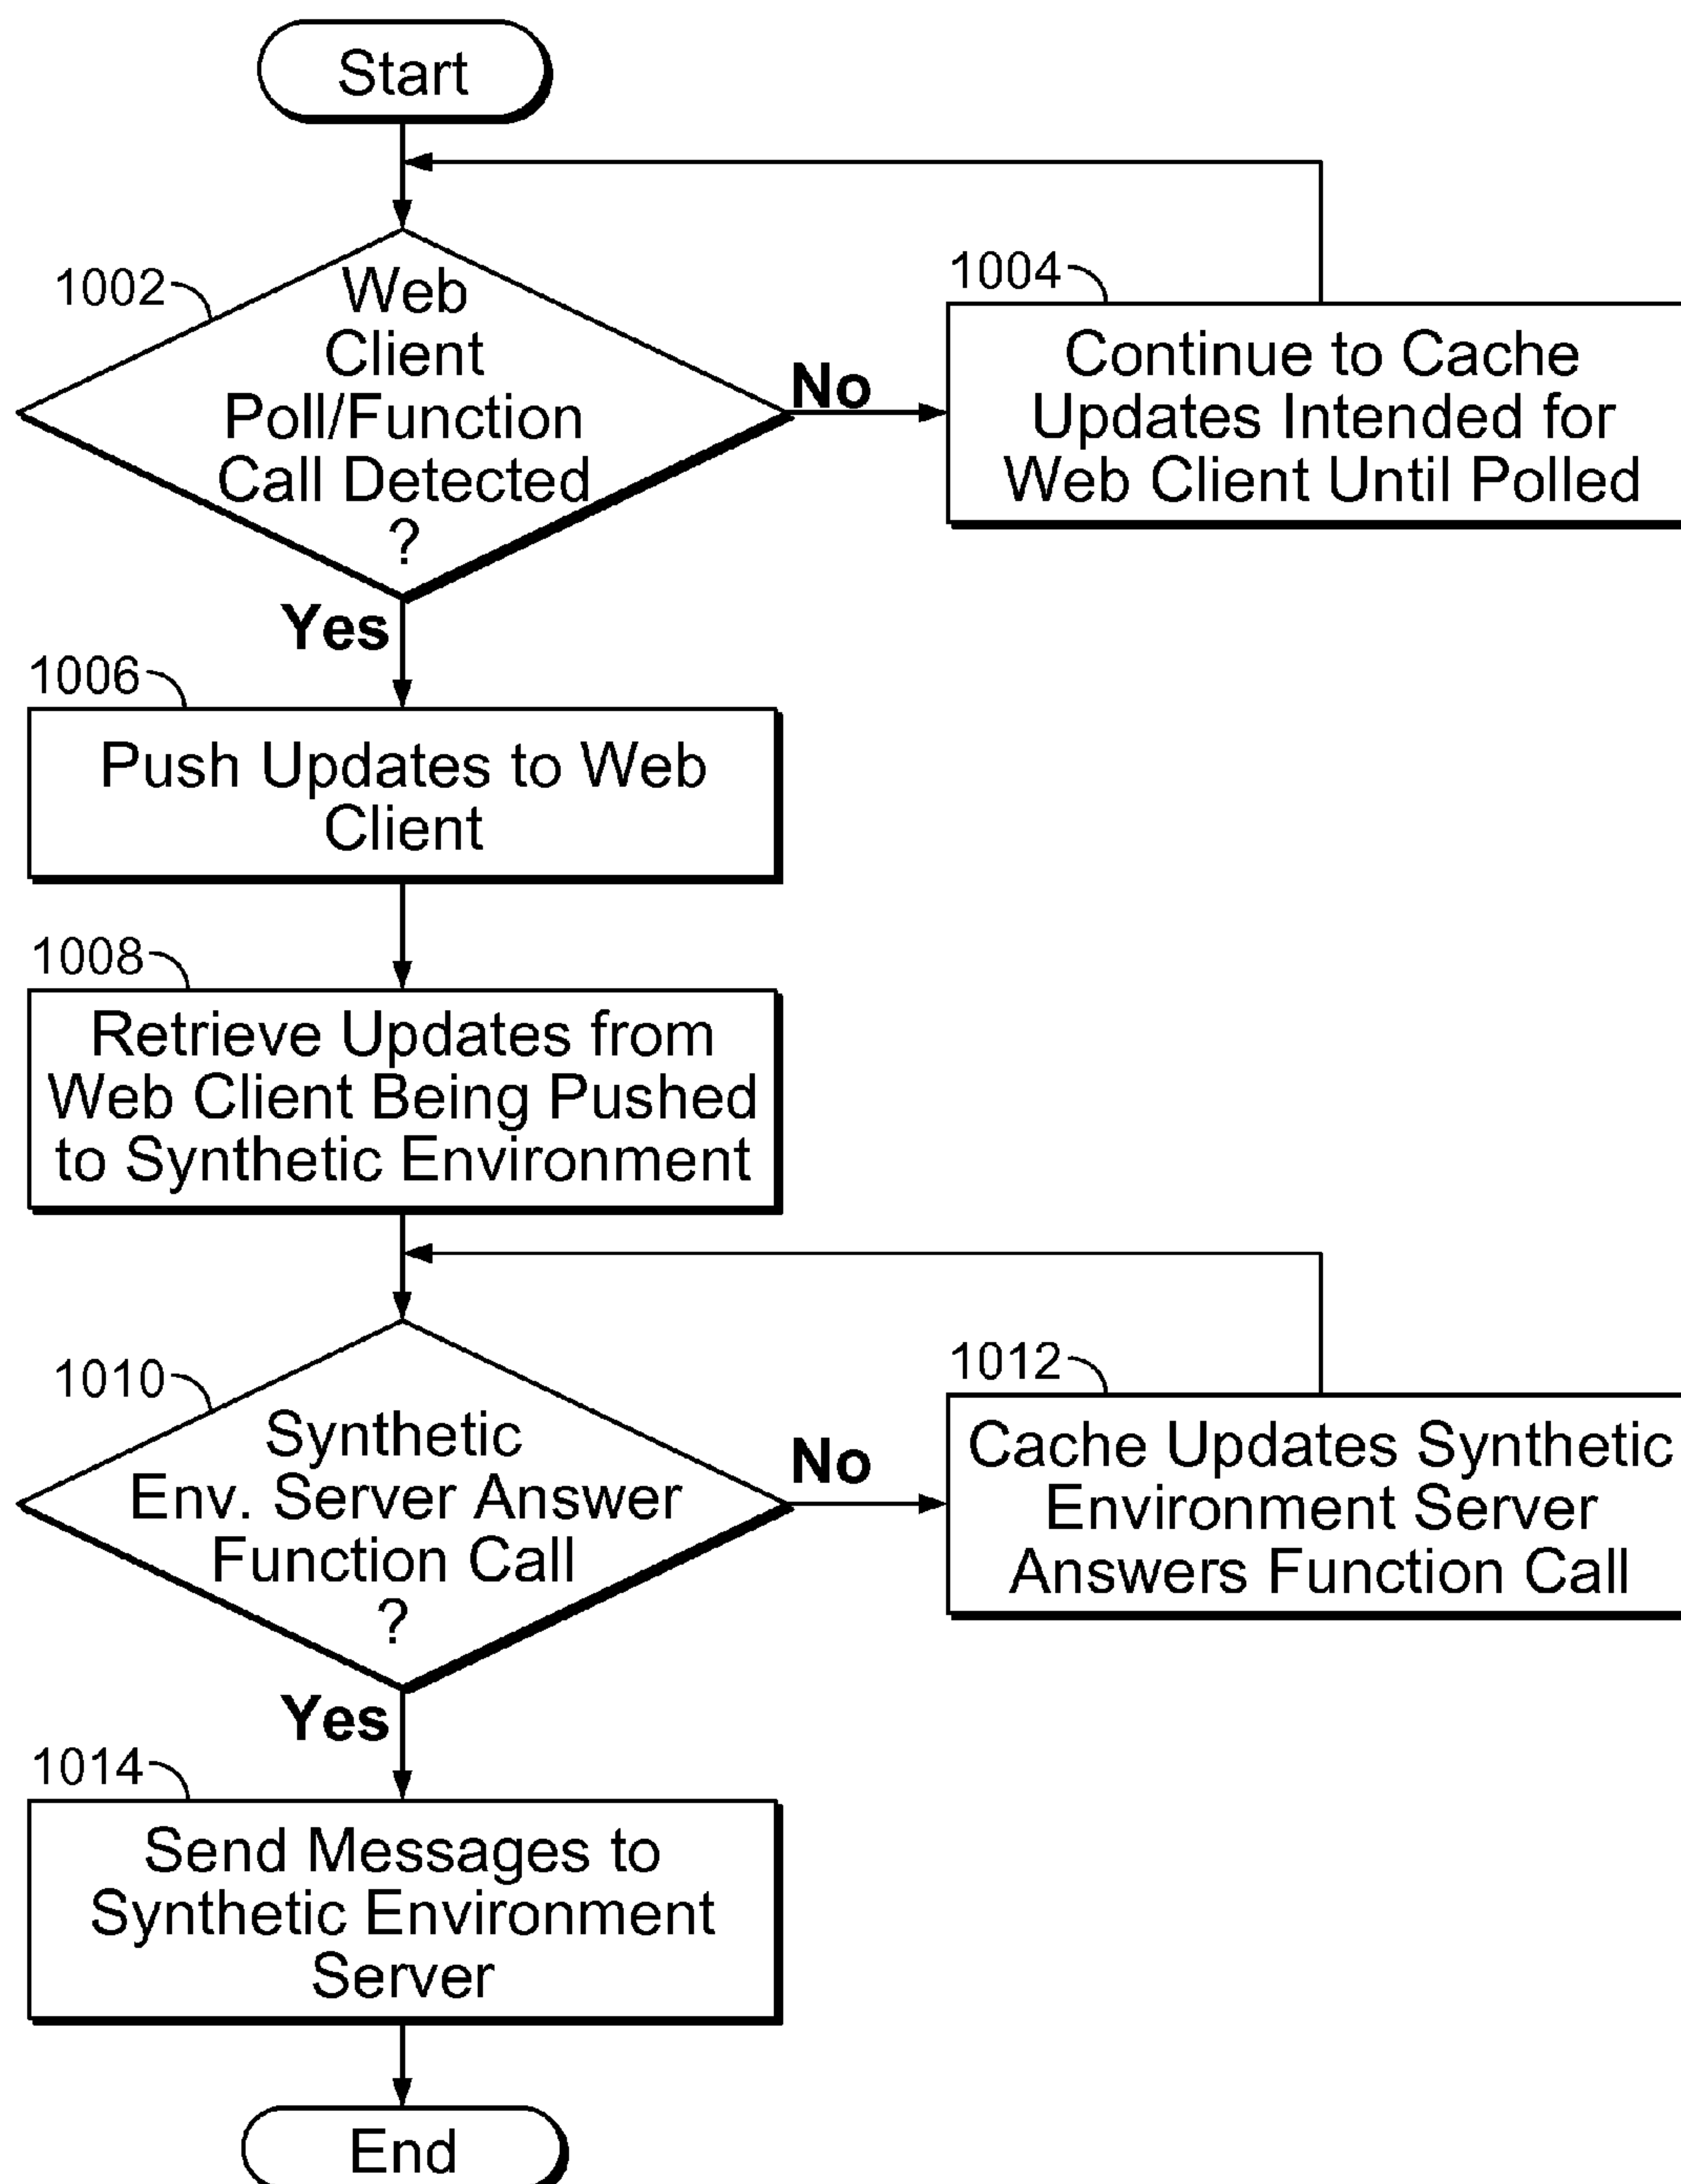 Start
1002
Web
Client
Poll/Function
Call Detected
?
No
1004
Continue to Cache
Updates Intended for
Web Client Until Polled
Yes
1006
Push Updates to Web
Client
1008
Retrieve Updates from
Web Client Being Pushed
to Synthetic Environment
1010
Synthetic
Env. Server Answer
Function Call
?
No
1012
Cache Updates Synthetic
Environment Server
Answers Function Call
Yes
1014
Send Messages to
Synthetic Environment
Server
End